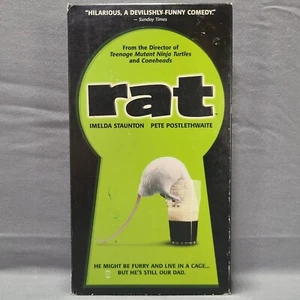 "HILARIOUS, A DEVILISHLY FUNNY COMEDY."
– Sunday Times
From the Director of
Teenage Mutant Ninja Turtles
and Coneheads
rat
IMELDA STAUNTON PETE POSTLETHWAITE
HE MIGHT BE FURRY AND LIVE IN A CAGE...
BUT HE'S STILL OUR DAD.